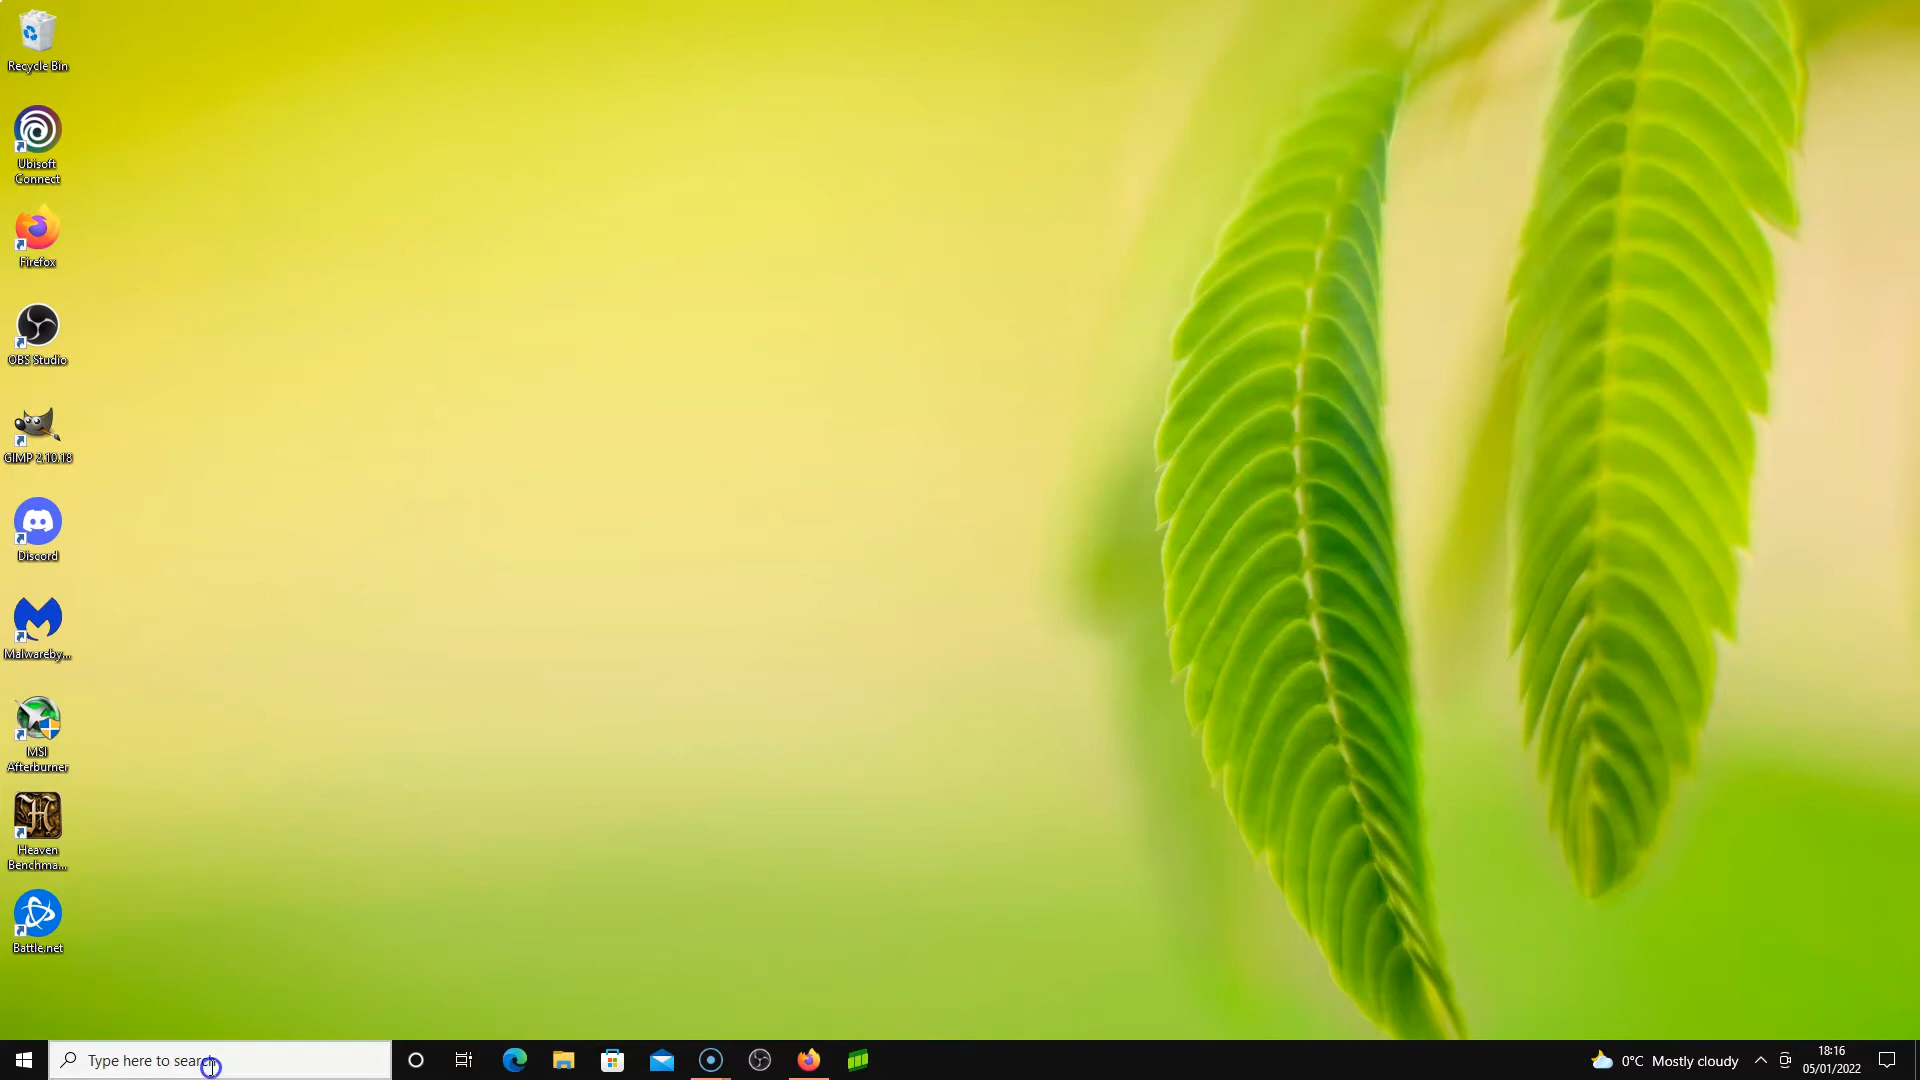 Recycle Bin
Ubisoft
Connect
Firefox
OBS Studio
GIMP 2.10.18
Discord
Malwareby...
MSI
Afterburner
Heaven
Benchma...
Battle.net
Type here to search
0°C Mostly cloudy
18:16
05/01/2022